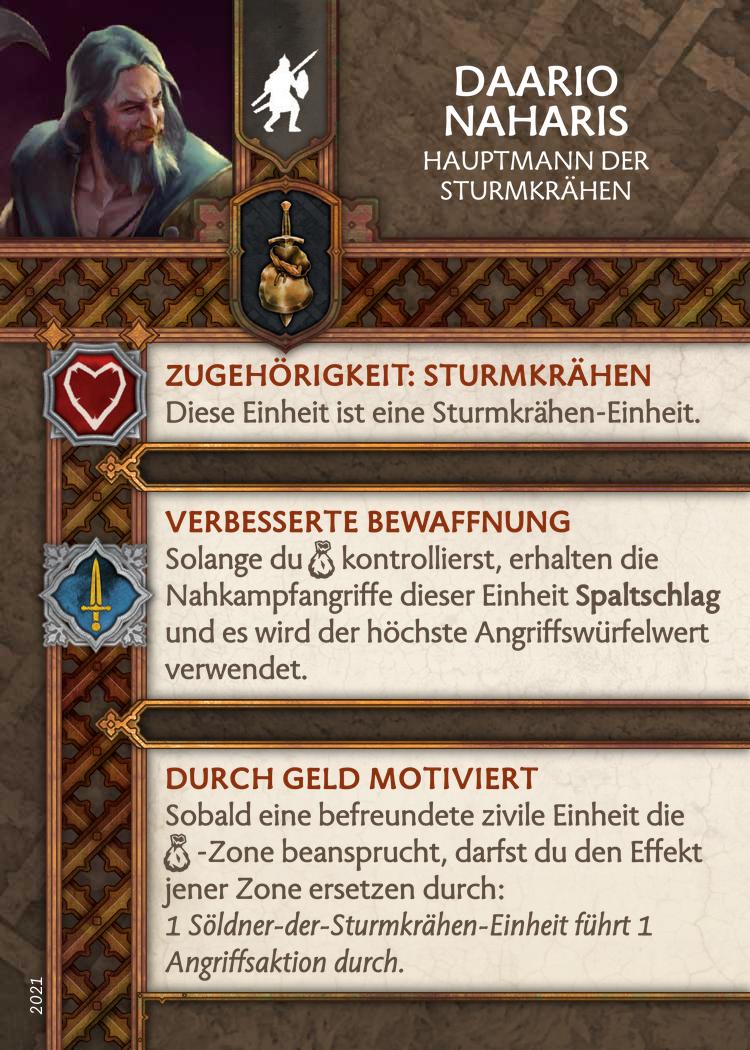 DAARIO
NAHARIS
HAUPTMANN DER
STURMKRÄHEN
ZUGEHÖRIGKEIT: STURMKRÄHEN
Diese Einheit ist eine Sturmkrähen-Einheit.
VERBESSERTE BEWAFFNUNG
Solange du kontrollierst, erhalten die
Nahkampfangriffe dieser Einheit Spaltschlag
und es wird der höchste Angriffswürfelwert
verwendet.
DURCH GELD MOTIVIERT
Sobald eine befreundete zivile Einheit die
-Zone beansprucht, darfst du den Effekt
jener Zone ersetzen durch:
1 Söldner-der-Sturmkrähen-Einheit führt 1
Angriffsaktion durch.
2021